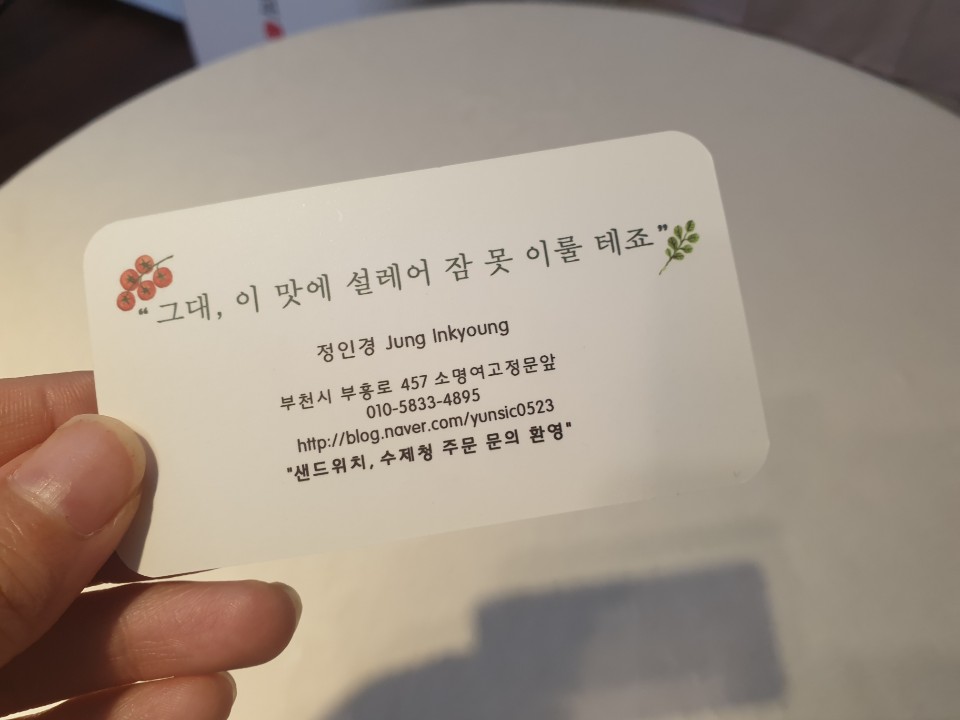 “그대, 이 맛에 설레어 잠 못 이룰 테죠”
정인경 Jung Inkyoung
부천시 부흥로 457 소명여고정문앞
010-5833-4895
http://blog.naver.com/yunsic0523
"샌드위치, 수제청 주문 문의 환영"